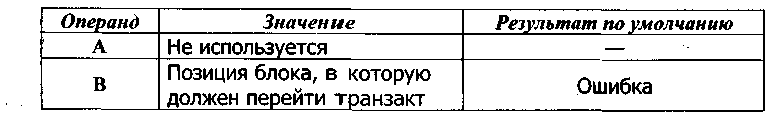 Операнд Значение Результат по умолчанию
А Не используется —
В Позиция блока, в которую должен перейти транзакт Ошибка